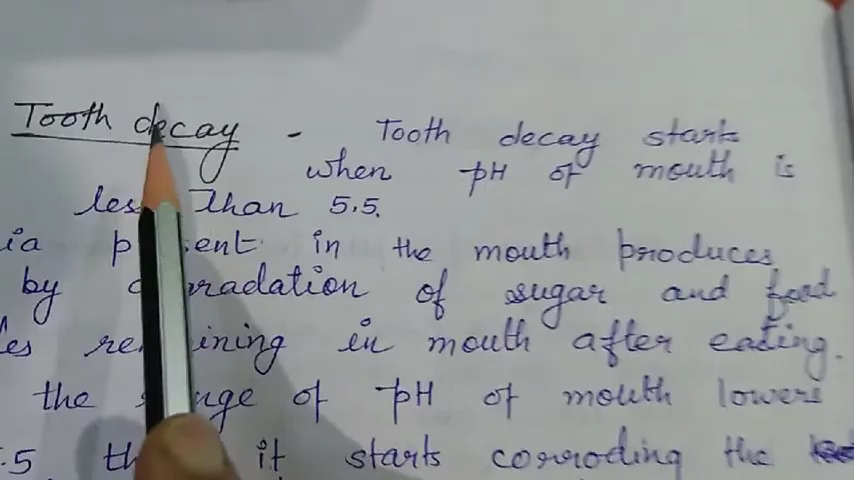 Tooth decay - Tooth decay starts
when pH of mouth is
less than 5.5.
present in the mouth produces
by of sugar and food
remaining in mouth after eating.
the of pH of mouth lowers
5 it starts corroding the